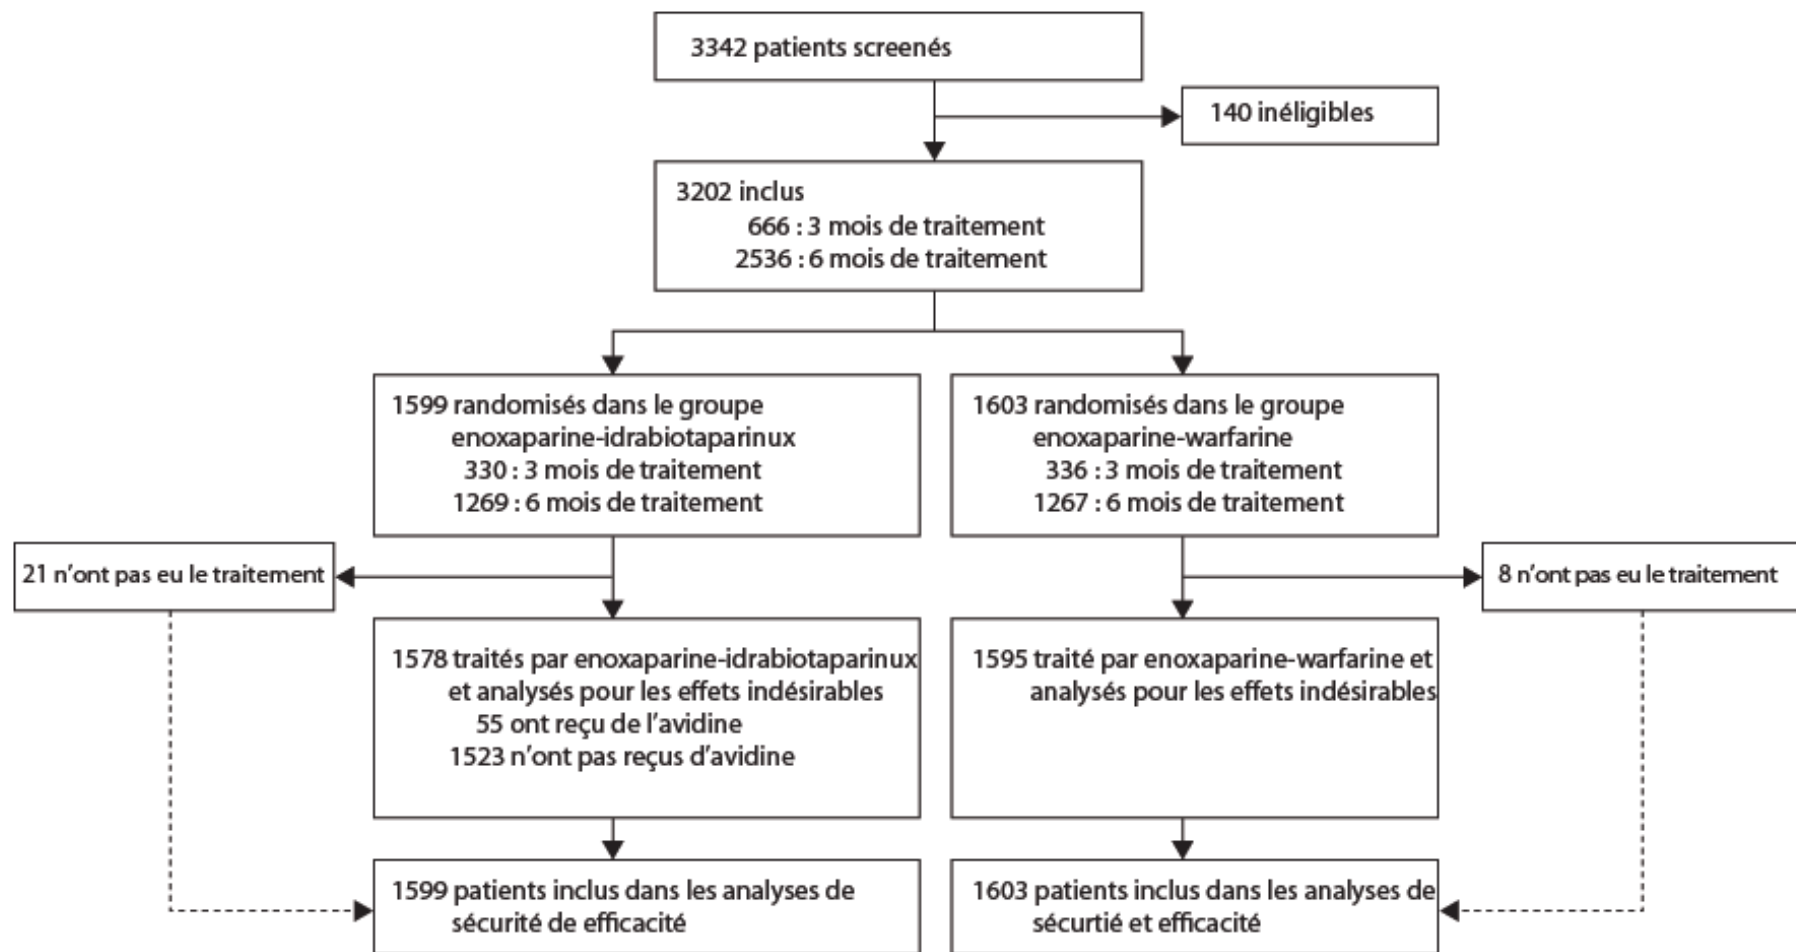 3342 patients screenés
140 inéligibles
3202 inclus
666 : 3 mois de traitement
2536 : 6 mois de traitement
1599 randomisés dans le groupe
enoxaparine-idrabiotaparinux
330 : 3 mois de traitement
1269 : 6 mois de traitement
1603 randomisés dans le groupe
enoxaparine-warfarine
336 : 3 mois de traitement
1267 : 6 mois de traitement
21 n’ont pas eu le traitement
8 n’ont pas eu le traitement
1578 traités par enoxaparine-idrabiotaparinux
et analysés pour les effets indésirables
55 ont reçu de l’avidine
1523 n’ont pas reçus d’avidine
1595 traité par enoxaparine-warfarine et
analysés pour les effets indésirables
1599 patients inclus dans les analyses de
sécurité de efficacité
1603 patients inclus dans les analyses de
sécurtié et efficacité